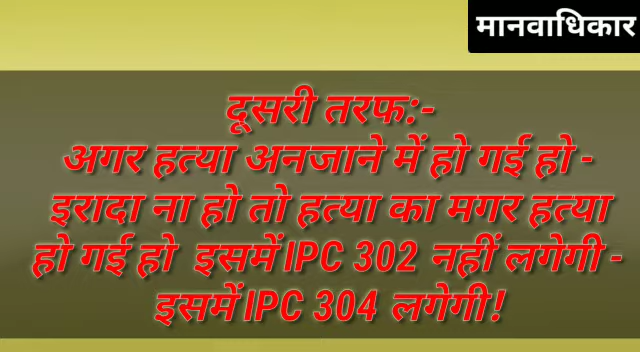 मानवाधिकार
दूसरी तरफ:-
अगर हत्या अनजाने में हो गई हो -
इरादा ना हो तो हत्या का मगर हत्या
हो गई हो इसमें IPC 302 नहीं लगेगी -
इसमें IPC 304 लगेगी!